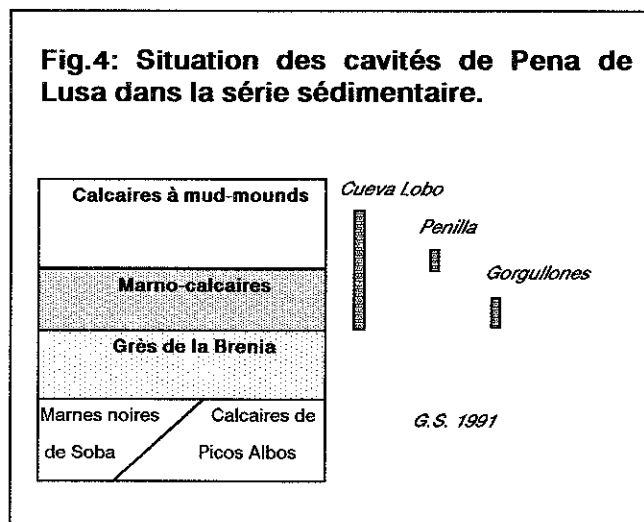 Fig.4: Situation des cavités de Pena de
Lusa dans la série sédimentaire.
Calcaires à mud-mounds
Cueva Lobo
Penilla
Gorgullones
Marno-calcaires
Grès de la Brenia
Marnes noires
de Soba
Calcaires de
Picos Albos
G.S. 1991